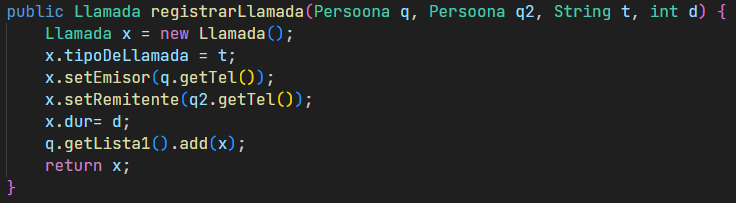 public Llamada registrarLlamada(Persoona q, Persoona q2, String t, int d) {
    Llamada x = new Llamada();
    x.tipoDeLlamada = t;
    x.setEmisor(q.getTel());
    x.setRemitente(q2.getTel());
    x.dur= d;
    q.getLista1().add(x);
    return x;
}